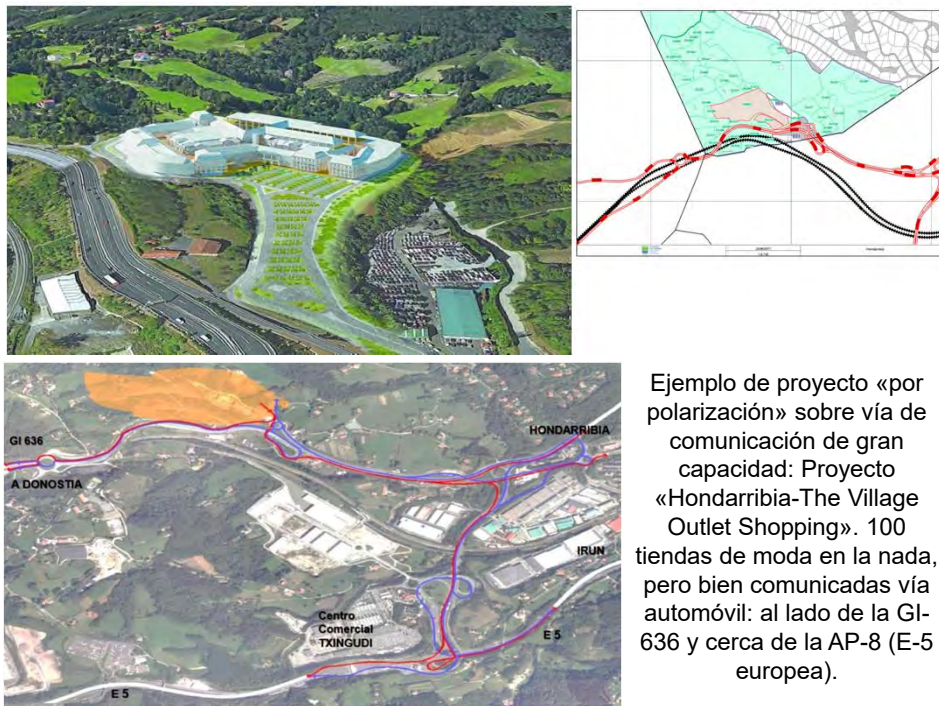 GI 636
A DONOSTIA
HONDARRIBIA
IRUN
Centro
Comercial
TXINGUDI
E 5
E 5
Ejemplo de proyecto «por
polarización» sobre vía de
comunicación de gran
capacidad: Proyecto
«Hondarribia-The Village
Outlet Shopping». 100
tiendas de moda en la nada,
pero bien comunicadas vía
automóvil: al lado de la GI-
636 y cerca de la AP-8 (E-5
europea).